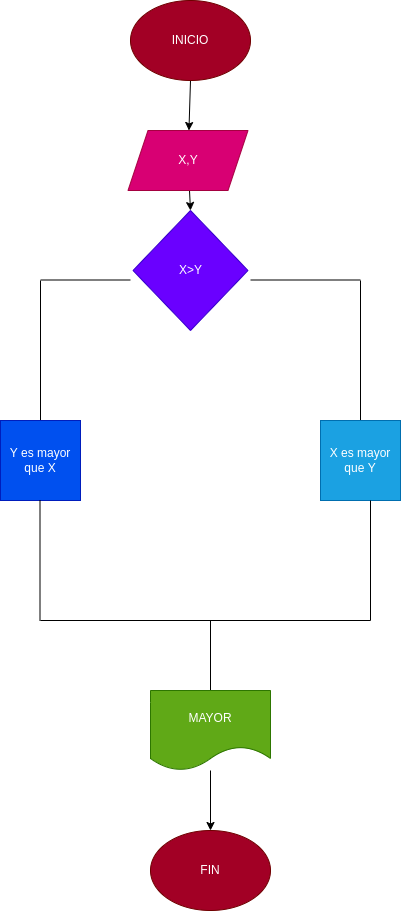 INICIO
X,Y
X>Y
Y es mayor
que X
X es mayor
que Y
MAYOR
FIN